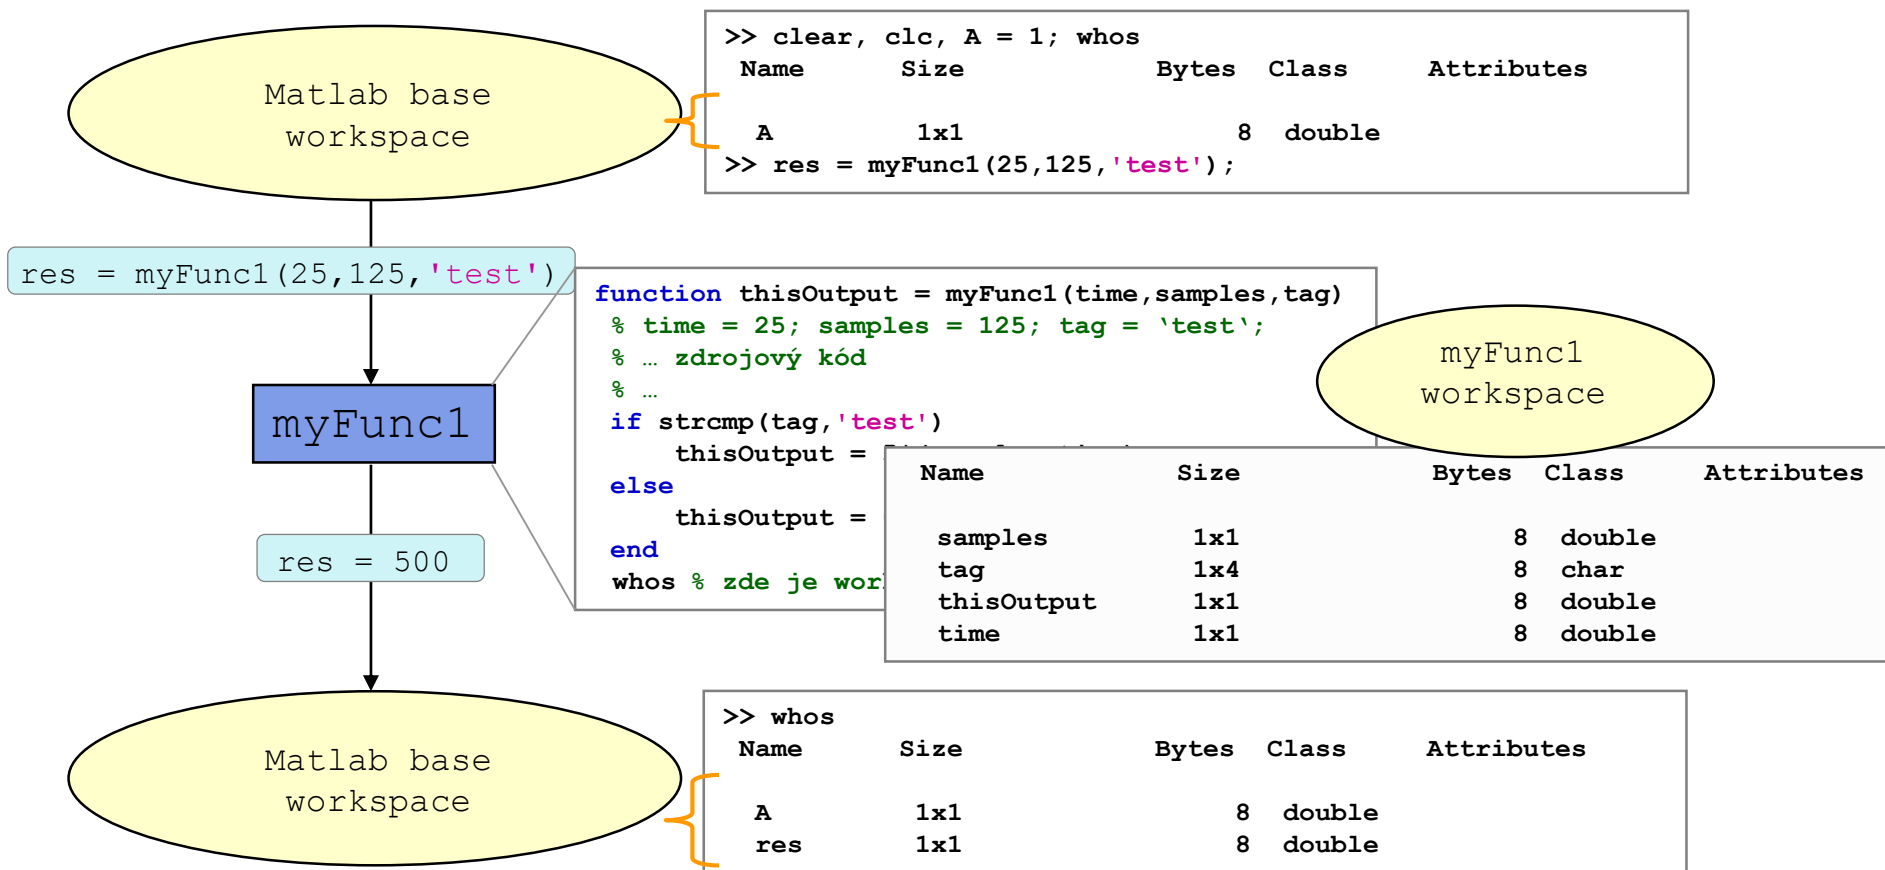 Matlab base
workspace
>> clear, clc, A = 1; whos
Name Size Bytes Class Attributes
A 1x1 8 double
>> res = myFunc1(25,125,'test');
res = myFunc1(25,125,'test')
function thisOutput = myFunc1(time,samples,tag)
% time = 25; samples = 125; tag = ‘test‘;
% … zdrojový kód
% …
if strcmp(tag,'test')
thisOutput =
else
thisOutput =
end
whos % zde je
myFunc1
myFunc1
workspace
Name Size Bytes Class Attributes
samples 1x1 8 double
tag 1x4 8 char
thisOutput 1x1 8 double
time 1x1 8 double
res = 500
Matlab base
workspace
>> whos
Name Size Bytes Class Attributes
A 1x1 8 double
res 1x1 8 double